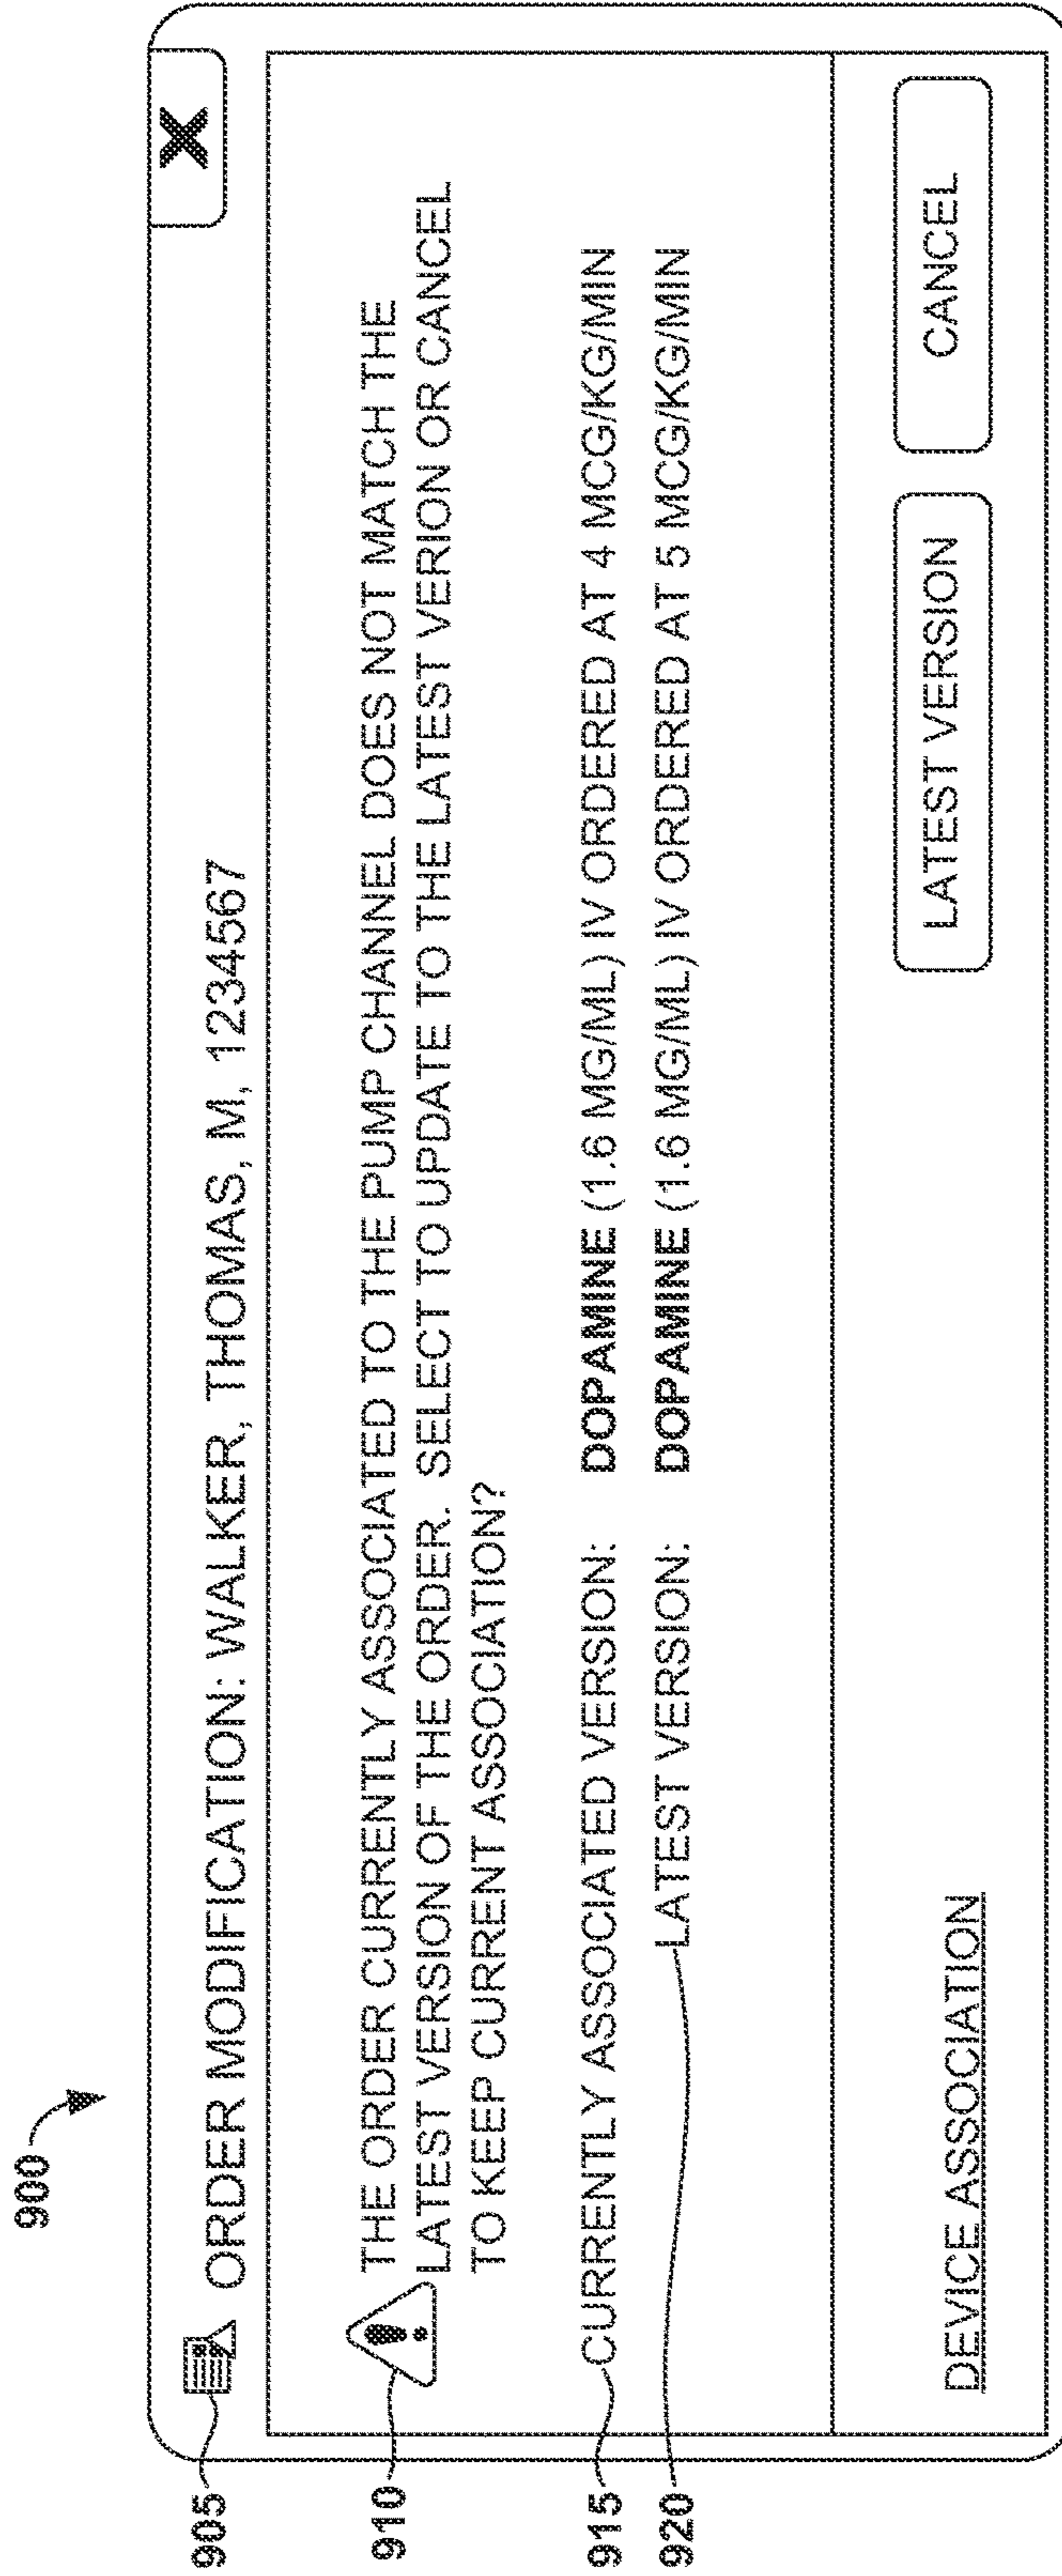 900
905
ORDER MODIFICATION: WALKER, THOMAS, M, 1234567
X
910
THE ORDER CURRENTLY ASSOCIATED TO THE PUMP CHANNEL DOES NOT MATCH THE
LATEST VERSION OF THE ORDER. SELECT TO UPDATE TO THE LATEST VERION OR CANCEL
TO KEEP CURRENT ASSOCIATION?
915
CURRENTLY ASSOCIATED VERSION: DOPAMINE (1.6 MG/ML) IV ORDERED AT 4 MCG/KG/MIN
920
LATEST VERSION: DOPAMINE (1.6 MG/ML) IV ORDERED AT 5 MCG/KG/MIN
DEVICE ASSOCIATION
LATEST VERSION
CANCEL